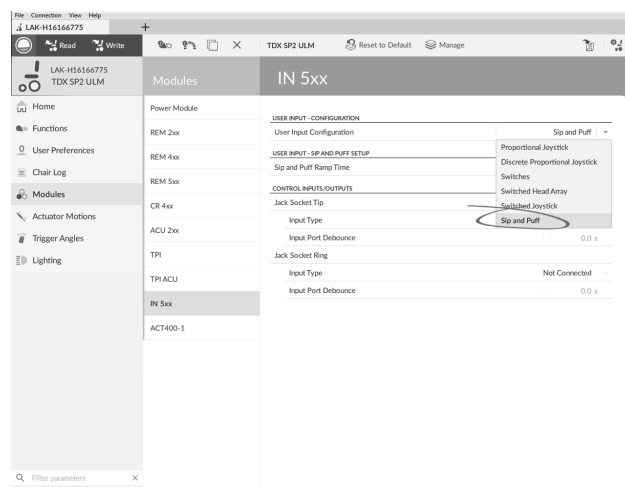 File Connection View Help
LAK-H16166775 +
Read Write TDX SP2 ULM Reset to Default Manage
LAK-H16166775
TDX SP2 ULM
Modules
IN 5xx
Home
Functions
User Preferences
Chair Log
Modules
Actuator Motions
Trigger Angles
Lighting
Filter parameters
Power Module
REM 2xx
REM 4xx
REM 5xx
CR 4xx
ACU 2xx
TPI
TPI ACU
IN 5xx
ACT400-1
USER INPUT - CONFIGURATION
User Input Configuration Sip and Puff
USER INPUT - SIP AND PUFF SETUP
Sip and Puff Ramp Time
CONTROL INPUTS/OUTPUTS
Jack Socket Tip
Input Type
Input Port Debounce 0.0 s
Jack Socket Ring
Input Type Not Connected
Input Port Debounce 0.0 s
Proportional Joystick
Discrete Proportional Joystick
Switches
Switched Head Array
Switched Joystick
Sip and Puff